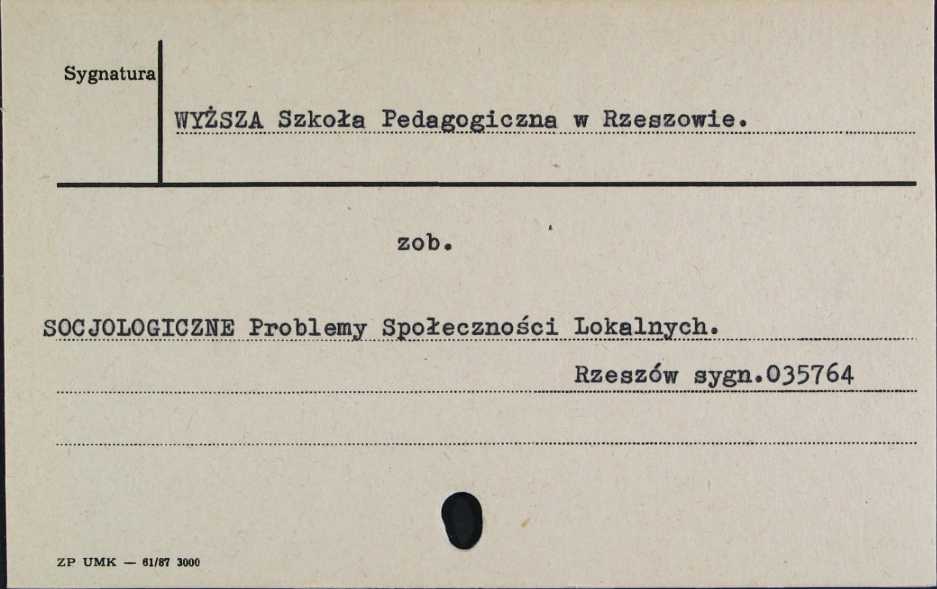 Sygnatura
WYŻSZA Szkoła Pedagogiczna w Rzeszowie.
zob.
SOCJOLOGICZNE Problemy Społeczności Lokalnych.
Rzeszów sygn.035764
ZP UMK — 61/87 3000